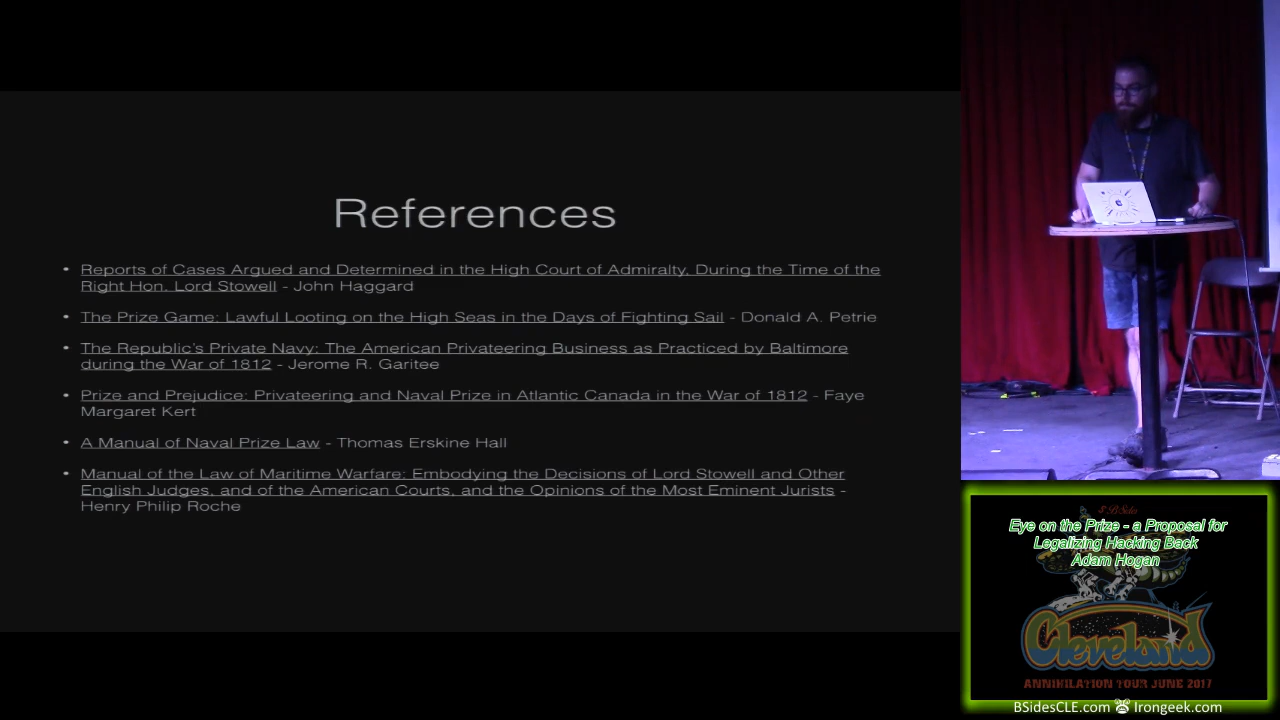 References
• Reports of Cases Argued and Determined in the High Court of Admiralty, During the Time of the
Right Hon. Lord Stowell - John Haggard
• The Prize Game: Lawful Looting on the High Seas in the Days of Fighting Sail - Donald A. Petrie
• The Republic's Private Navy: The American Privateering Business as Practiced by Baltimore
during the War of 1812 - Jerome R. Garitee
• Prize and Prejudice: Privateering and Naval Prize in Atlantic Canada in the War of 1812 - Faye
Margaret Kert
• A Manual of Naval Prize Law - Thomas Erskine Hall
• Manual of the Law of Maritime Warfare: Embodying the Decisions of Lord Stowell and Other
English Judges, and of the American Courts, and the Opinions of the Most Eminent Jurists -
Henry Philip Roche
BSides
Eye on the Prize - a Proposal for
Legalizing Hacking Back
Adam Hogan
Cleveland
ANNIHILATION TOUR JUNE 2017
BSidesCLE.com Irongeek.com